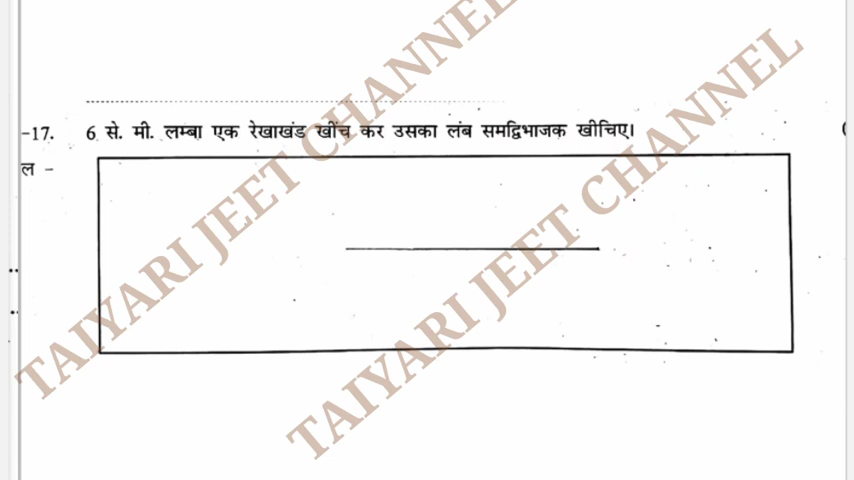 -17. 6 से. मी. लम्बा एक रेखाखंड खींच कर उसका लंब समद्विभाजक खीचिए।
ल -
TAIYARI JEET CHANNEL
TAIYARI JEET CHANNEL